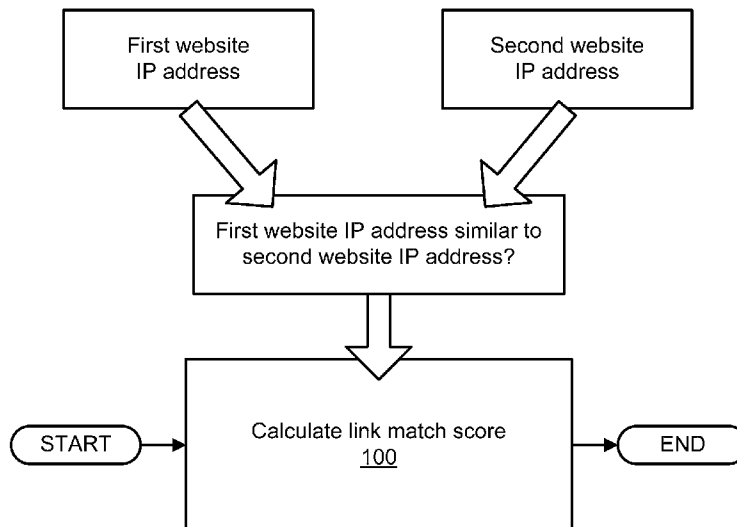 First website
IP address
Second website
IP address
First website IP address similar to
second website IP address?
START
Calculate link match score
100
END